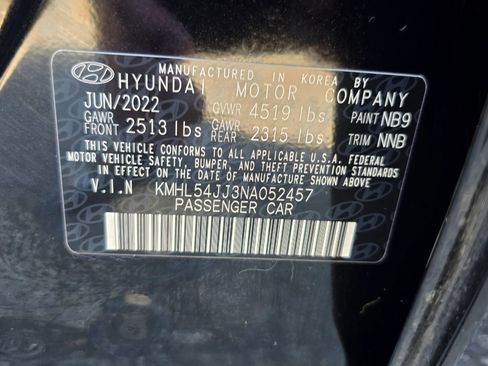 MANUFACTURED IN KOREA BY
HYUNDAI MOTOR COMPANY
JUN/2022 GVWR 4519 lbs PAINT NB9
GAWR FRONT 2513 lbs GAWR REAR 2315 lbs TRIM NNB
THIS VEHICLE CONFORMS TO ALL APPLICABLE U.S.A. FEDERAL
MOTOR VEHICLE SAFETY, BUMPER, AND THEFT PREVENTION STANDARDS
IN EFFECT ON THE DATE OF MANUFACTURE SHOWN ABOVE.
V.I.N KMHL54JJ3NA052457
PASSENGER CAR